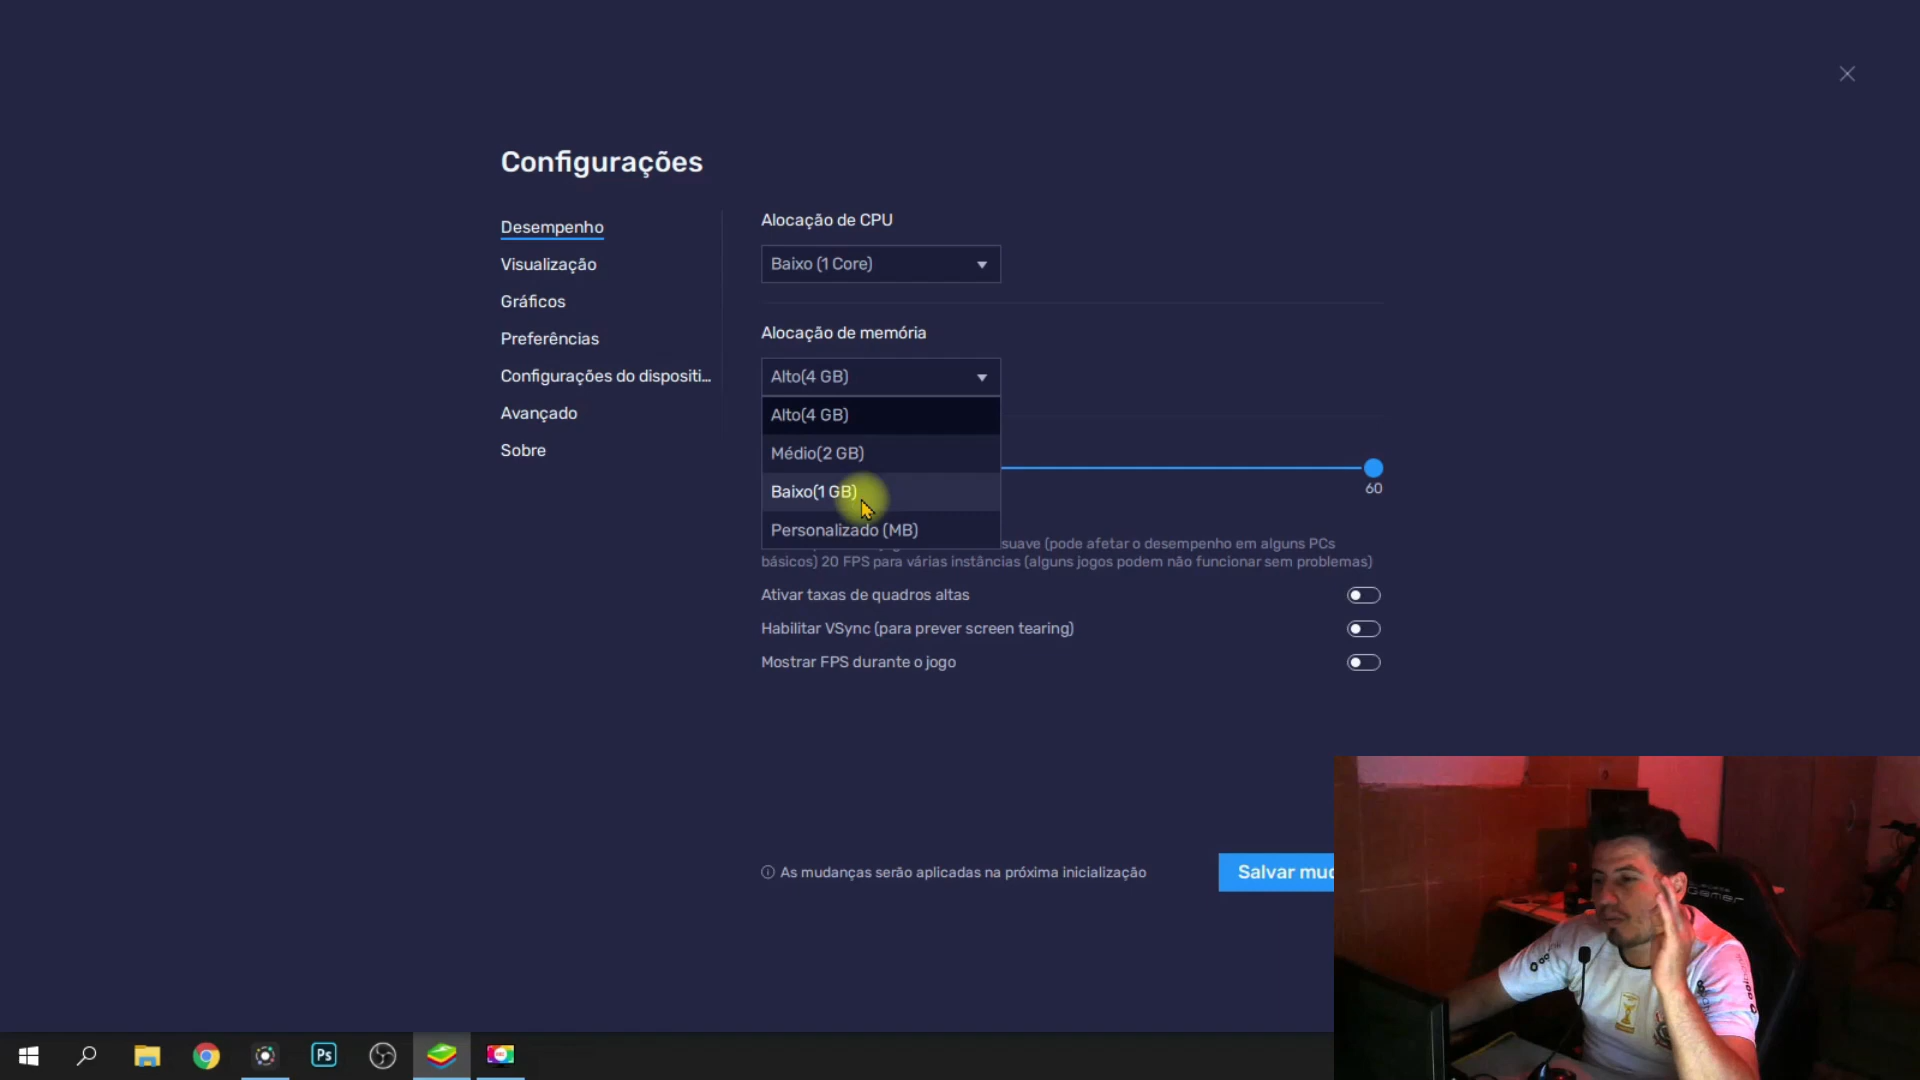 Configurações
Desempenho
Visualização
Gráficos
Preferências
Configurações do dispositi...
Avançado
Sobre
Alocação de CPU
Baixo (1 Core)
Alocação de memória
Alto(4 GB)
Alto(4 GB)
Médio(2 GB)
Baixo(1 GB)
Personalizado (MB)
60
suave (pode afetar o desempenho em alguns PCs
básicos) 20 FPS para várias instâncias (alguns jogos podem não funcionar sem problemas)
Ativar taxas de quadros altas
Habilitar VSync (para prever screen tearing)
Mostrar FPS durante o jogo
As mudanças serão aplicadas na próxima inicialização
Salvar mud
Gamer
Ps